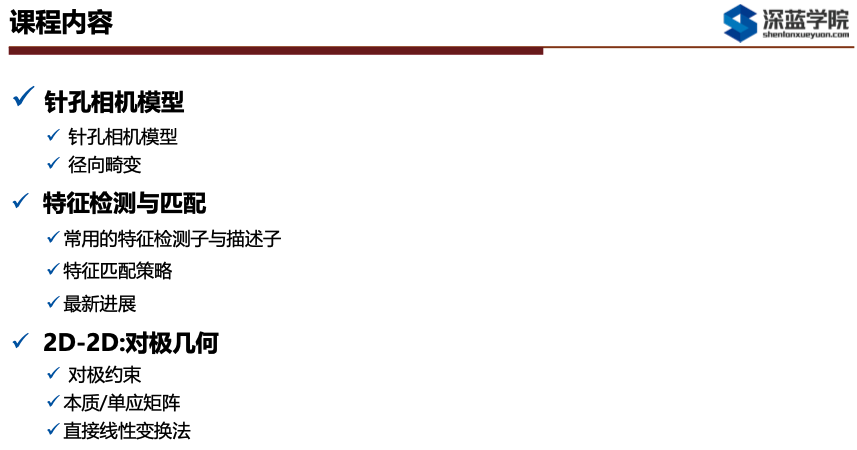 课程内容
深蓝学院
shenlanxueyuan.com
针孔相机模型
针孔相机模型
径向畸变
特征检测与匹配
常用的特征检测子与描述子
特征匹配策略
最新进展
2D-2D:对极几何
对极约束
本质/单应矩阵
直接线性变换法